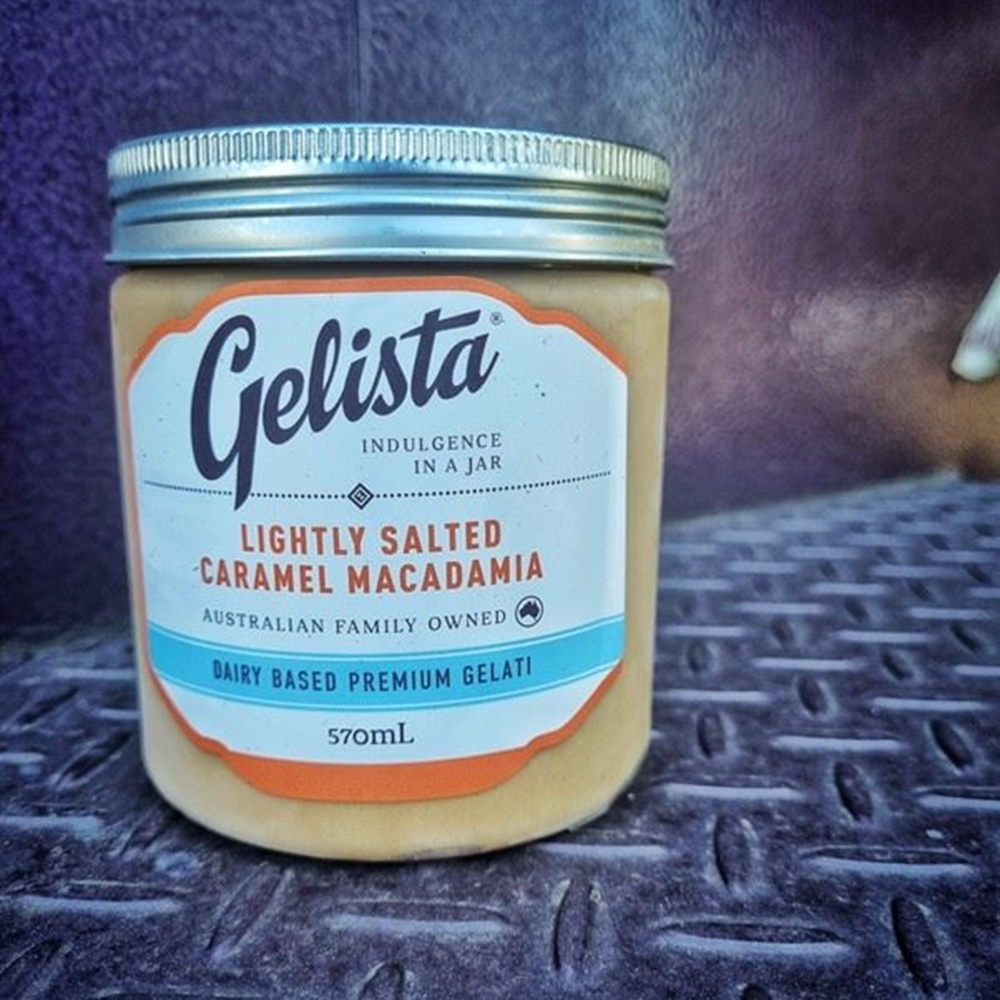 Gelista®
INDULGENCE
IN A JAR
LIGHTLY SALTED
CARAMEL MACADAMIA
AUSTRALIAN FAMILY OWNED
DAIRY BASED PREMIUM GELATI
570mL